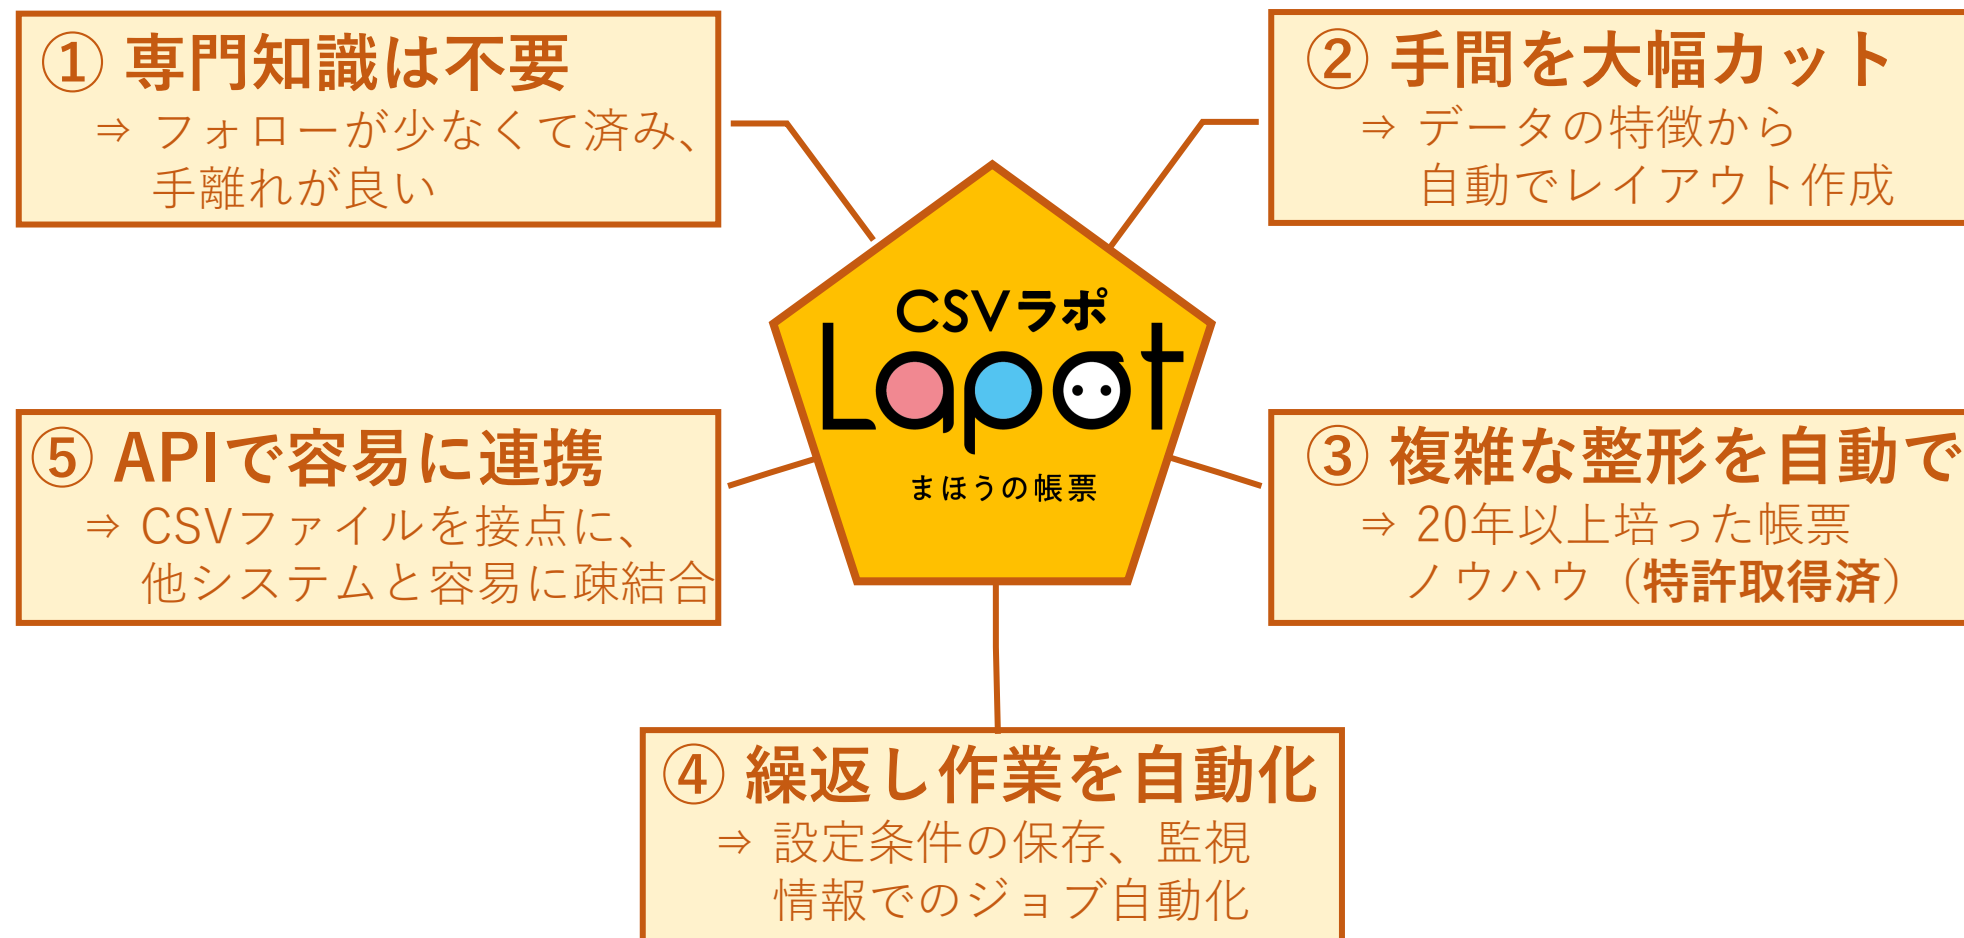 ① 専門知識は不要
⇒ フォローが少なくて済み、
手離れが良い
② 手間を大幅カット
⇒ データの特徴から
自動でレイアウト作成
CSVラポ
Lapot
まほうの帳票
⑤ APIで容易に連携
⇒ CSVファイルを接点に、
他システムと容易に疎結合
③ 複雑な整形を自動で
⇒ 20年以上培った帳票
ノウハウ（特許取得済）
④ 繰返し作業を自動化
⇒ 設定条件の保存、監視
情報でのジョブ自動化